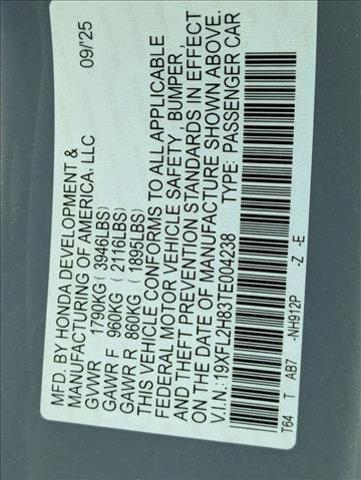 MFD. BY HONDA DEVELOPMENT &
MANUFACTURING OF AMERICA, LLC 09/'25
GVWR 1790KG ( 3946LBS)
GAWR F 960KG ( 2116LBS)
GAWR R 860KG ( 1895LBS)
THIS VEHICLE CONFORMS TO ALL APPLICABLE
FEDERAL MOTOR VEHICLE SAFETY, BUMPER,
AND THEFT PREVENTION STANDARDS IN EFFECT
ON THE DATE OF MANUFACTURE SHOWN ABOVE.
V.I.N.: 19XFL2H83TE004238 TYPE: PASSENGER CAR
T64 T AB7 -NH912P -Z -E